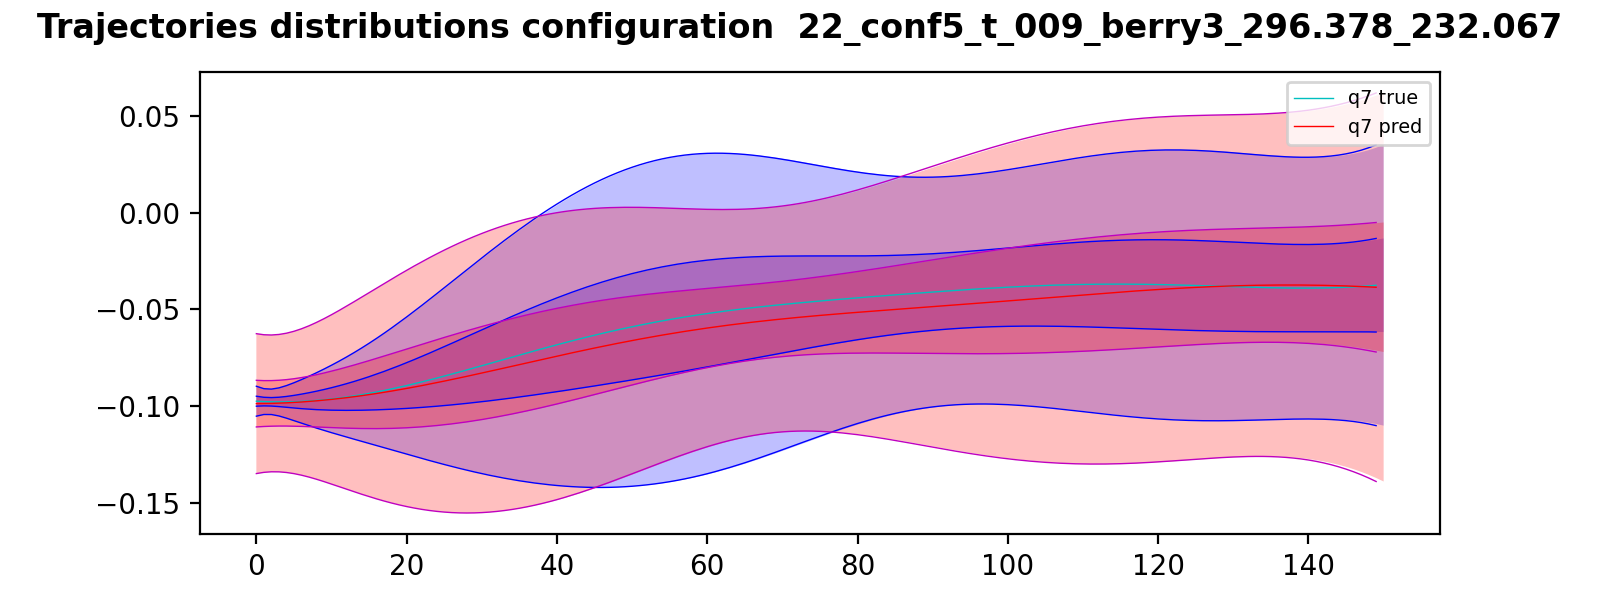 Trajectories distributions configuration  22_conf5_t_009_berry3_296.378_232.067
q7 true
q7 pred
0.05
0.00
−0.05
−0.10
−0.15
0 20 40 60 80 100 120 140